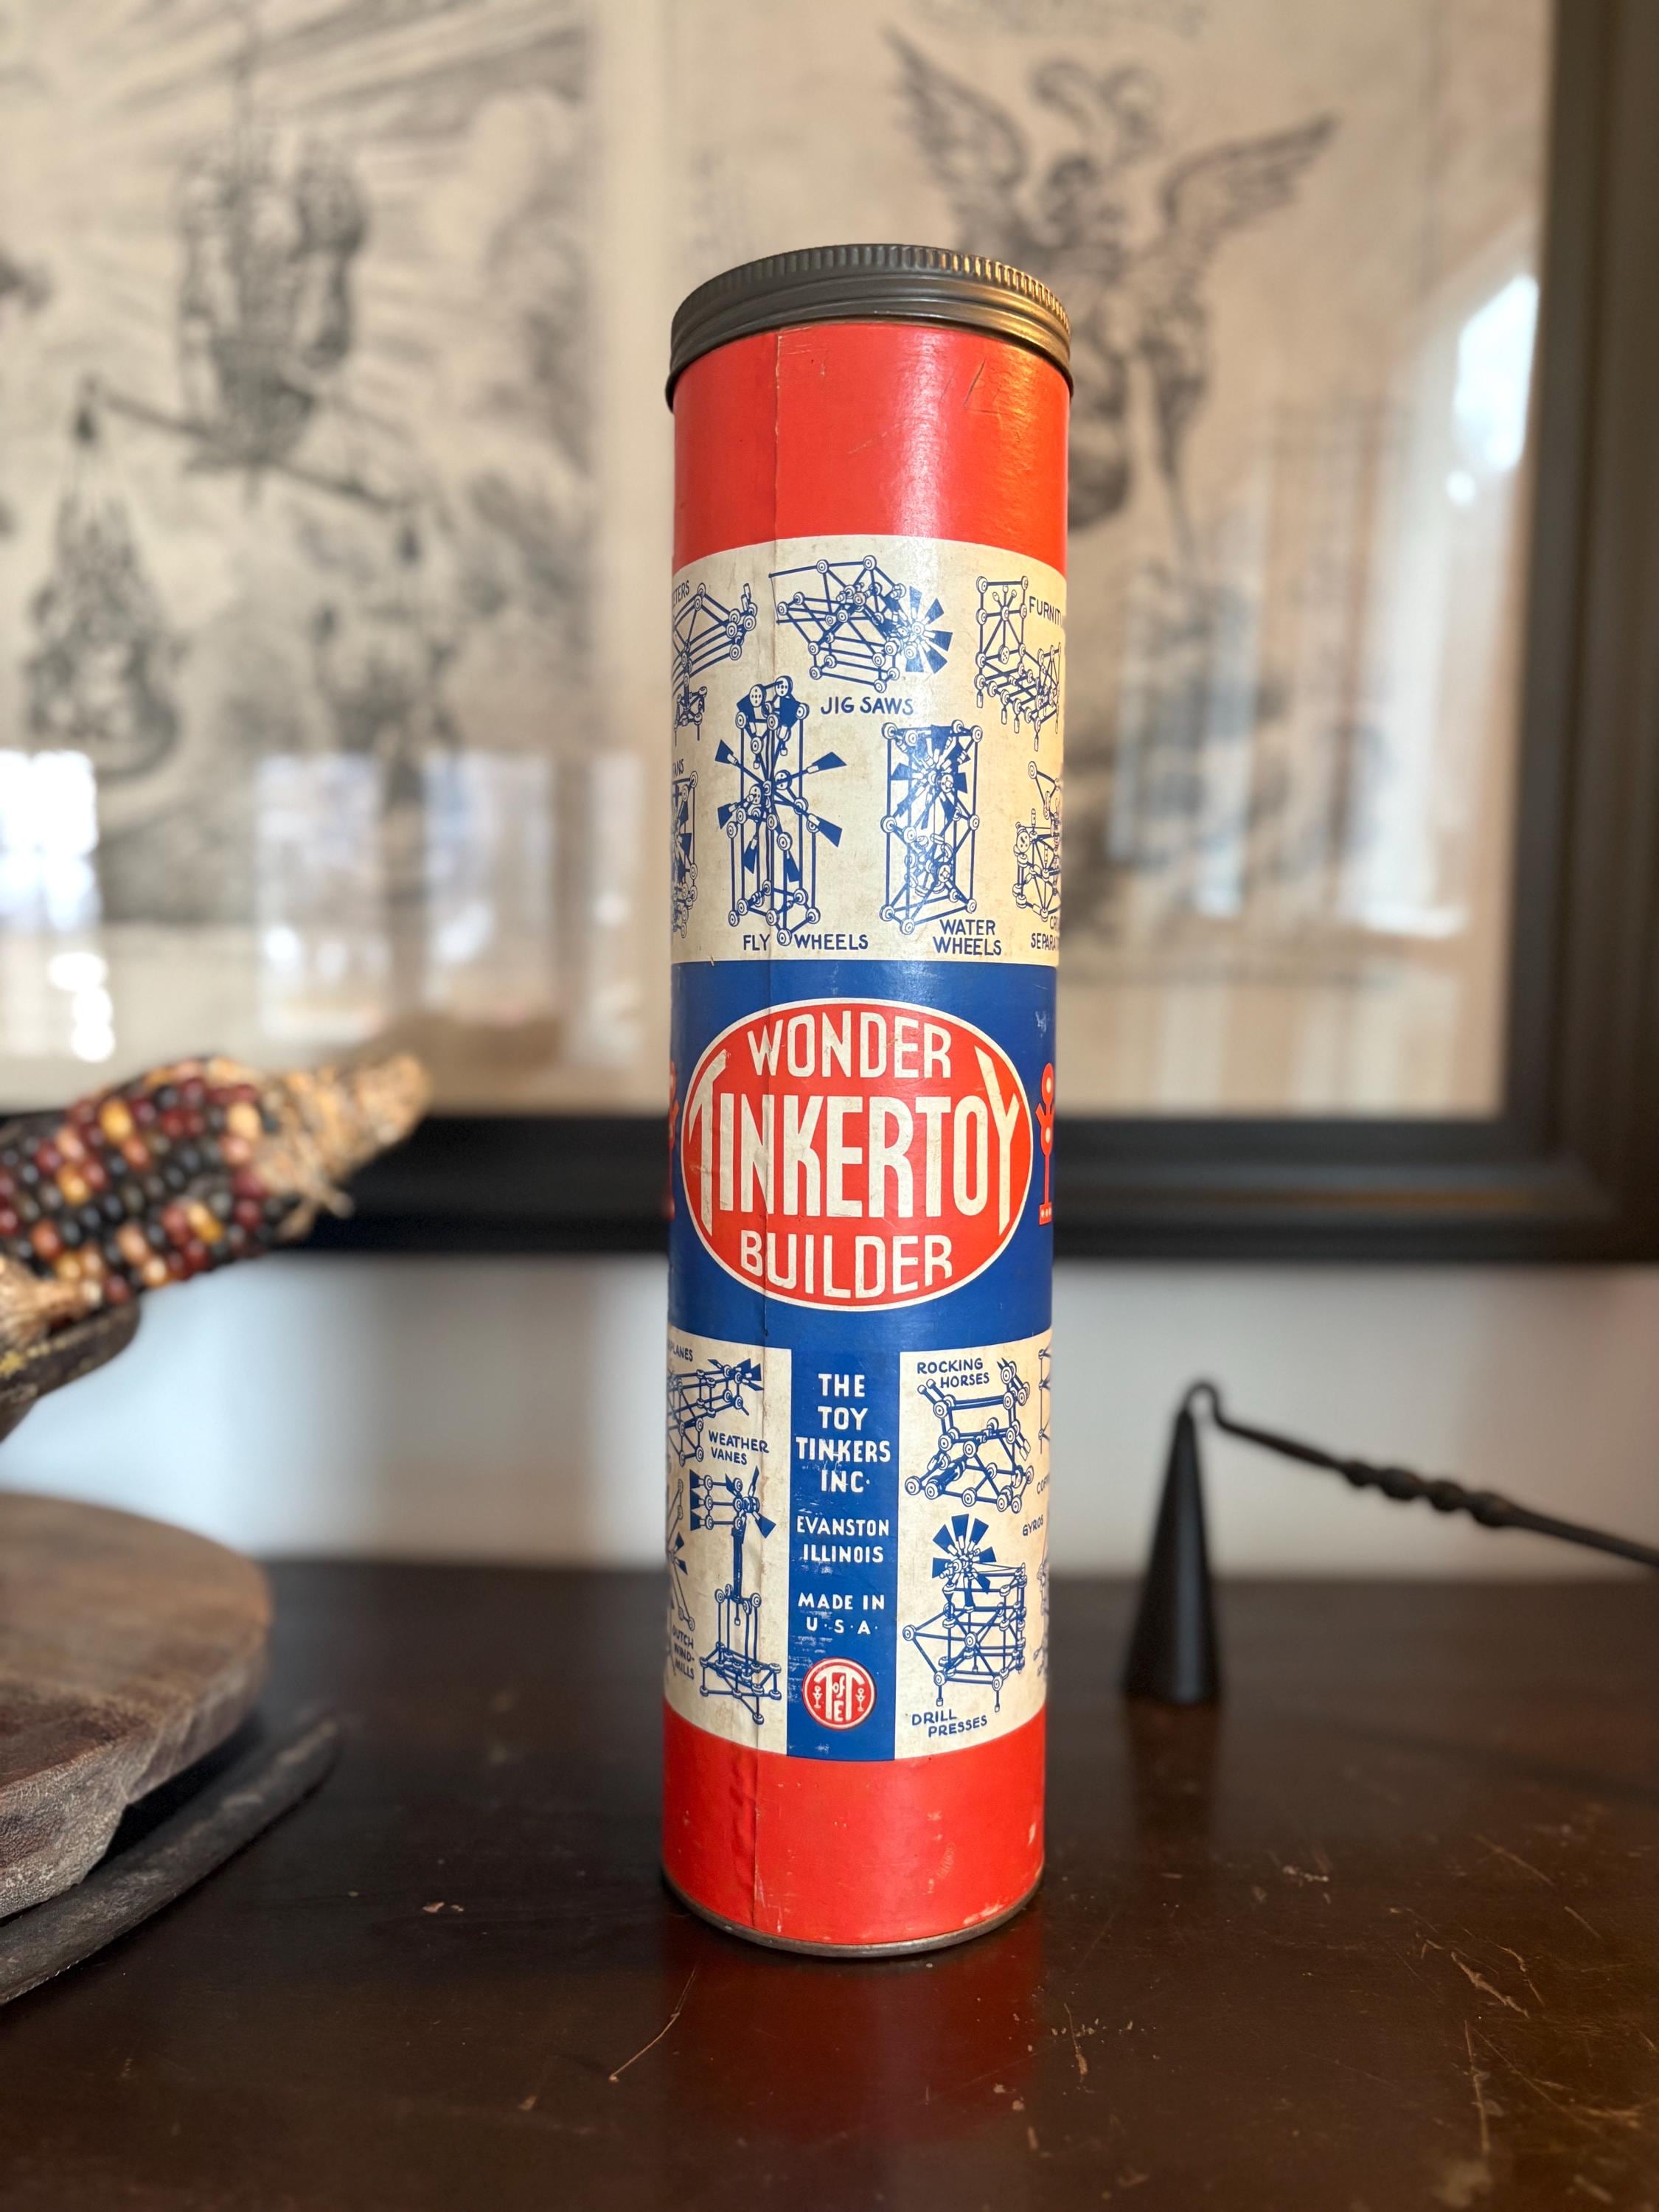 JIG SAWS
FLY WHEELS
WATER
WHEELS
WONDER
TINKERTOY
BUILDER
WEATHER
VANES
THE
TOY
TINKERS
INC.
EVANSTON
ILLINOIS
MADE IN
U.S.A.
ROCKING
HORSES
GYROS
DRILL
PRESSES